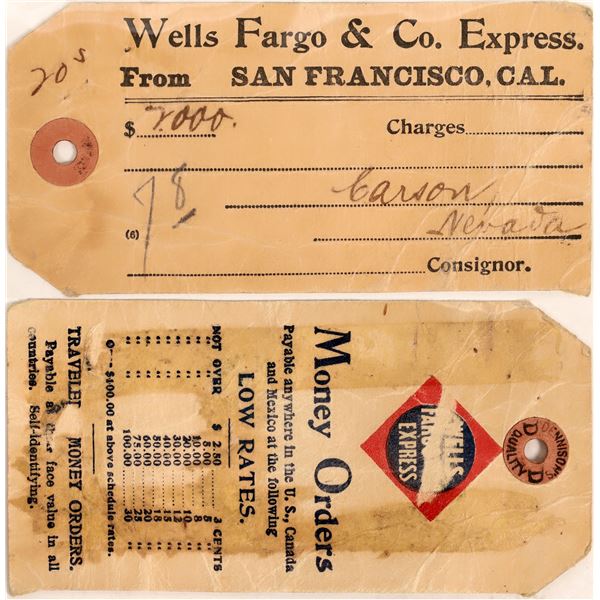 Wells Fargo & Co. Express.
20 s
From SAN FRANCISCO, CAL.
$ 2000. Charges
78
Carson,
(6) Nevada
Consignor.
Money Orders
Payable anywhere in the U. S., Canada
and Mexico at the following
LOW RATES.
NOT OVER $ 2.50 3 CENTS
" " 5.00 5 "
" " 10.00 8 "
" " 20.00 10 "
" " 30.00 12 "
" " 40.00 15 "
" " 50.00 18 "
" " 60.00 20 "
" " 75.00 25 "
" " 100.00 30 "
$100.00 at above schedule rates.
TRAVELER MONEY ORDERS.
Payable at their face value in all
countries. Self-identifying.
WELLS
FARGO
EXPRESS
DENNISON'S
D D
QUALITY